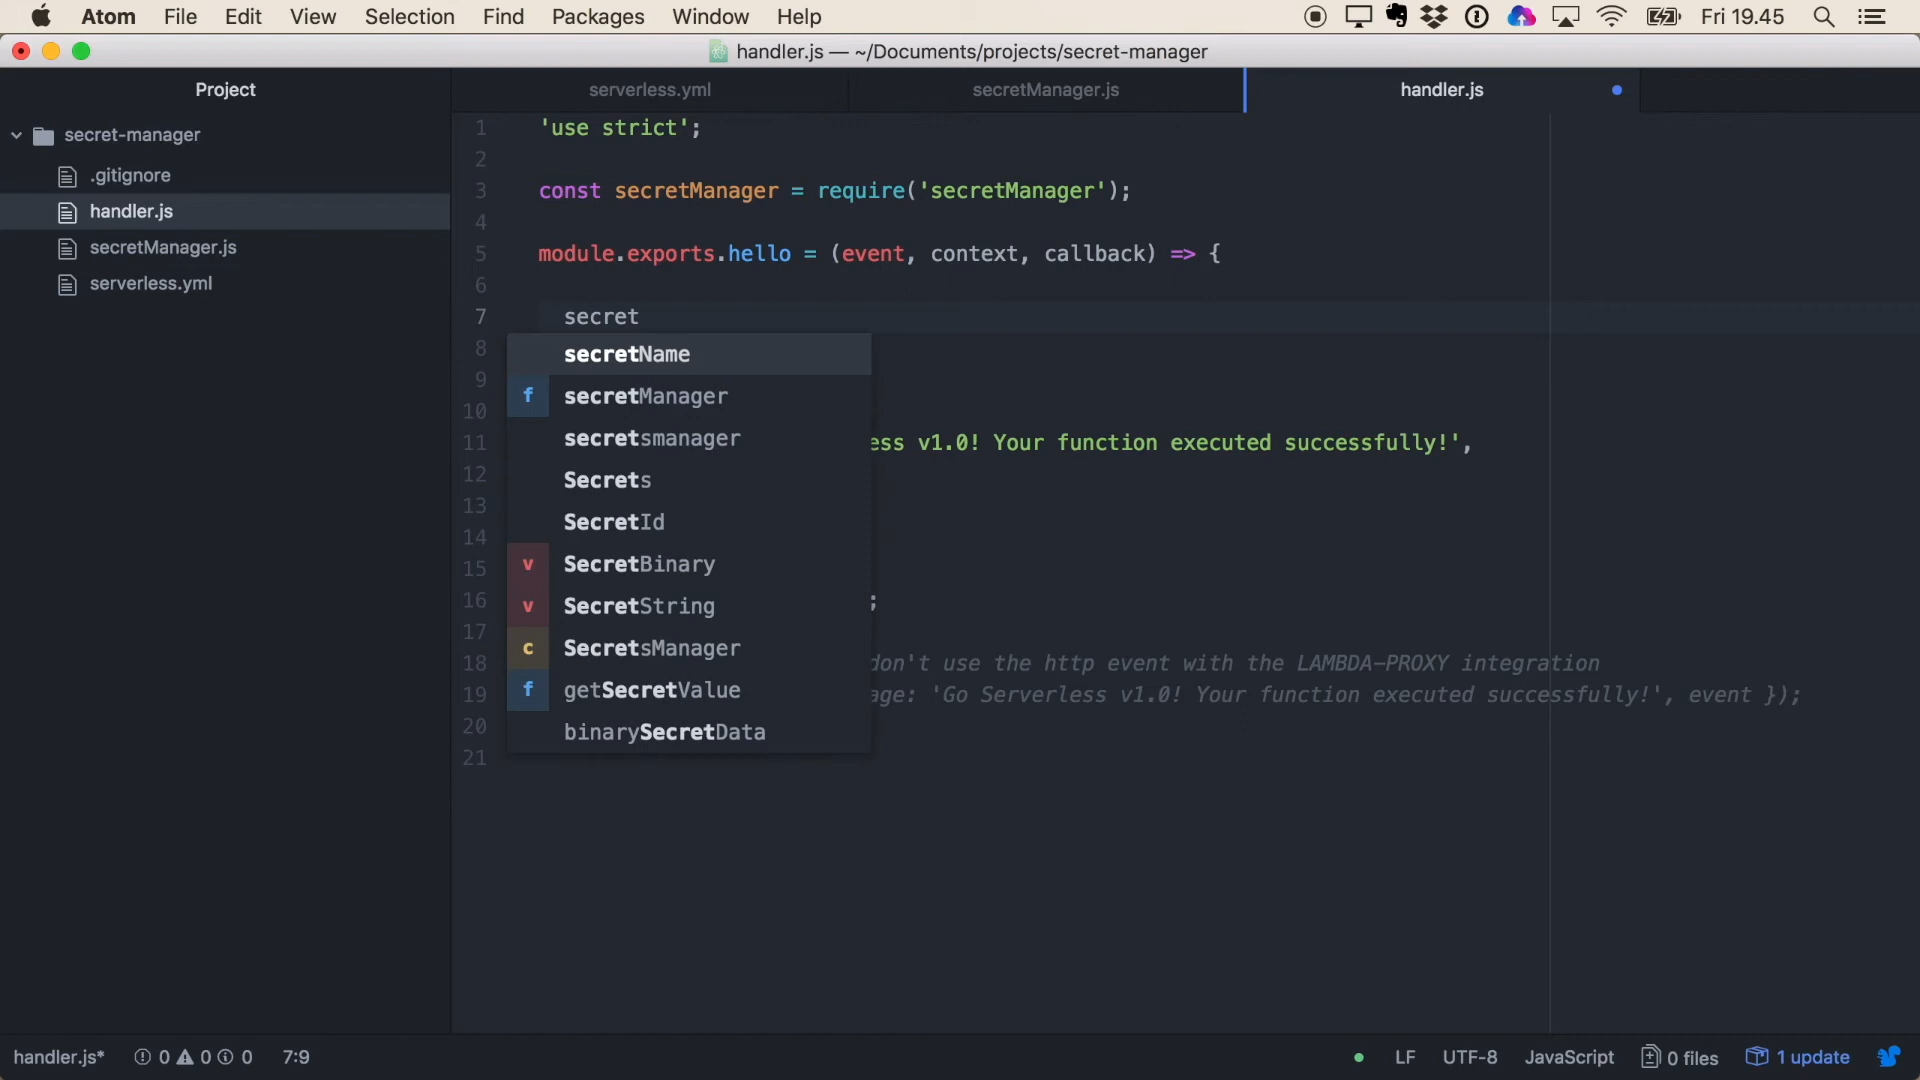 Atom File Edit View Selection Find Packages Window Help Fri 19.45
handler.js — ~/Documents/projects/secret-manager
Project
serverless.yml
secretManager.js
handler.js
secret-manager
.gitignore
handler.js
secretManager.js
serverless.yml
1 'use strict';
2
3 const secretManager = require('secretManager');
4
5 module.exports.hello = (event, context, callback) => {
6
7 secret
8 secretName
9
f secretManager
10
secretsmanager
11 ess v1.0! Your function executed successfully!',
12
Secrets
13
SecretId
14
15 v SecretBinary
16 v SecretString ;
17
c SecretsManager
18 don't use the http event with the LAMBDA-PROXY integration
19 f getSecretValue age: 'Go Serverless v1.0! Your function executed successfully!', event });
20 binarySecretData
21
handler.js* 0 0 0 7:9 LF UTF-8 JavaScript 0 files 1 update